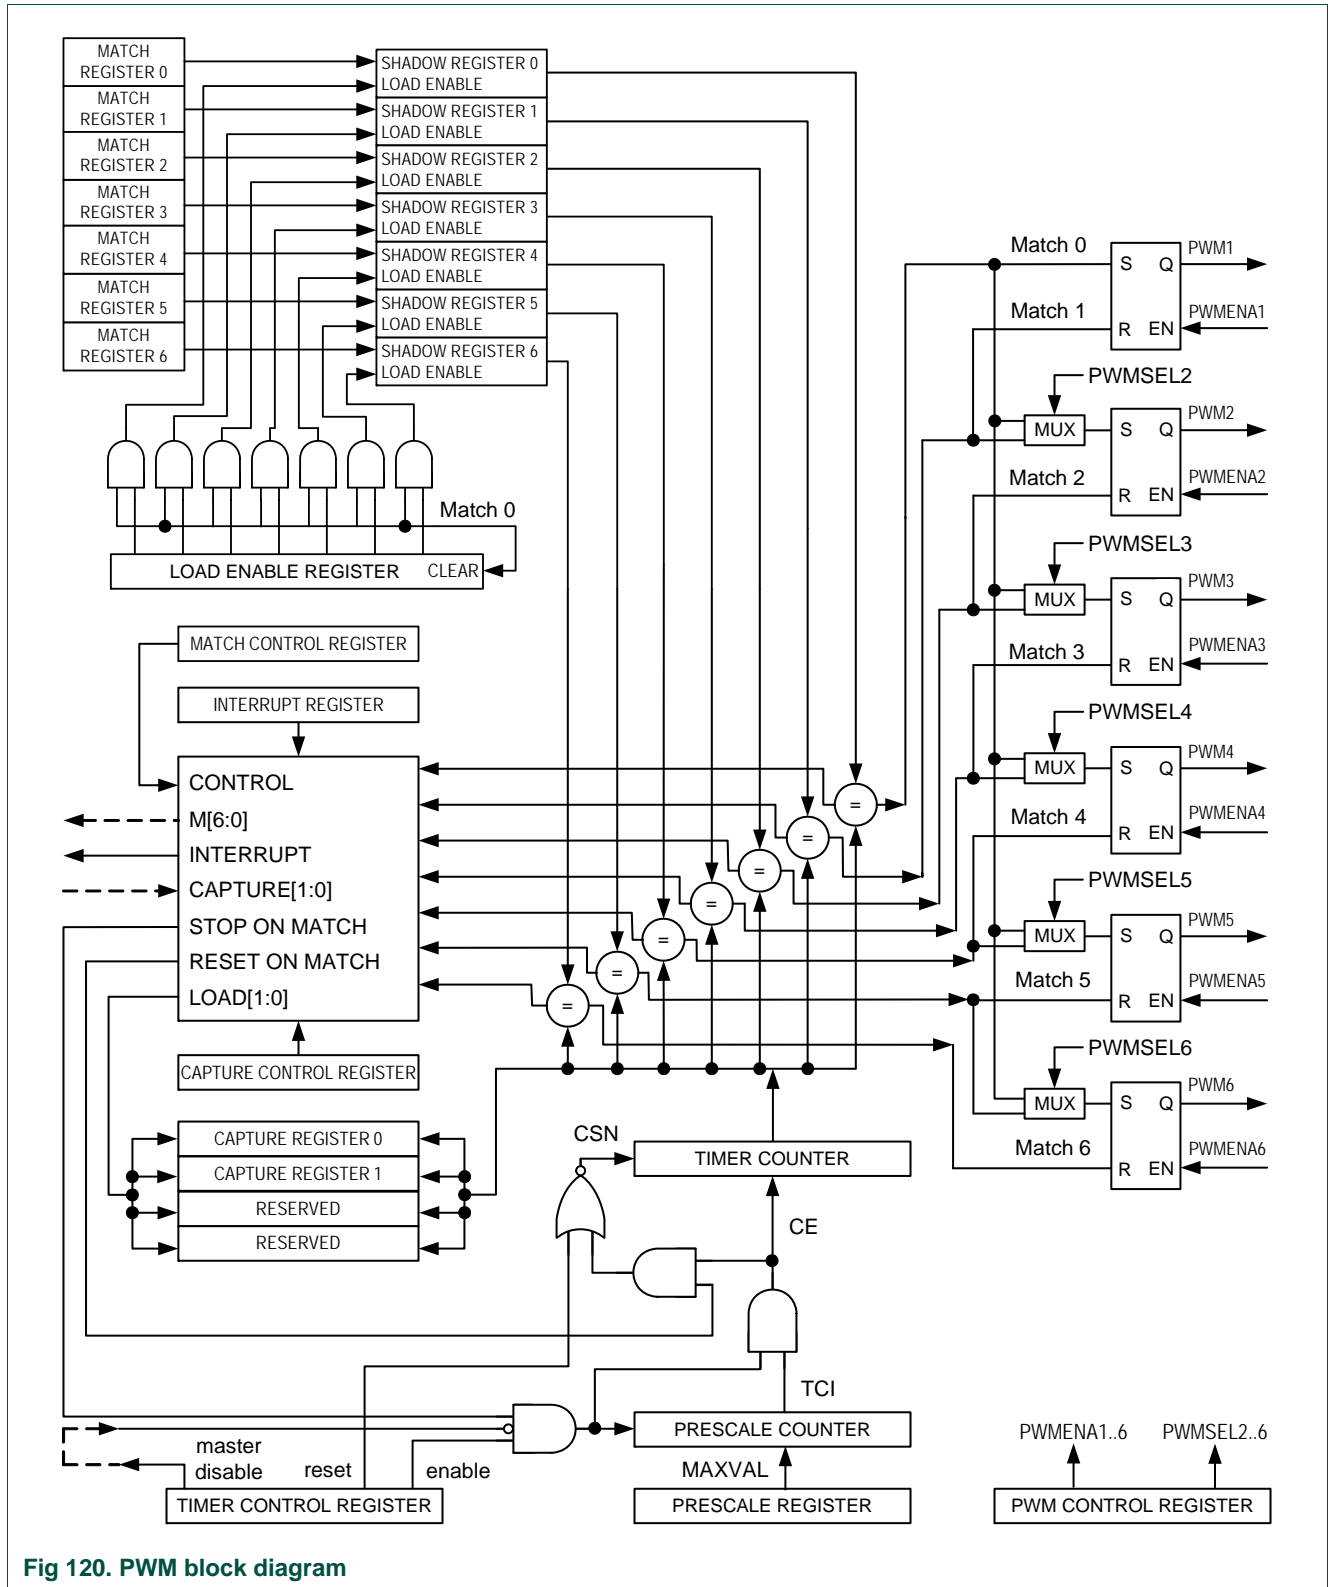 MATCH
REGISTER 0
MATCH
REGISTER 1
MATCH
REGISTER 2
MATCH
REGISTER 3
MATCH
REGISTER 4
MATCH
REGISTER 5
MATCH
REGISTER 6
SHADOW REGISTER 0
LOAD ENABLE
SHADOW REGISTER 1
LOAD ENABLE
SHADOW REGISTER 2
LOAD ENABLE
SHADOW REGISTER 3
LOAD ENABLE
SHADOW REGISTER 4
LOAD ENABLE
SHADOW REGISTER 5
LOAD ENABLE
SHADOW REGISTER 6
LOAD ENABLE
Match 0
LOAD ENABLE REGISTER CLEAR
MATCH CONTROL REGISTER
INTERRUPT REGISTER
CONTROL
M[6:0]
INTERRUPT
CAPTURE[1:0]
STOP ON MATCH
RESET ON MATCH
LOAD[1:0]
CAPTURE CONTROL REGISTER
CAPTURE REGISTER 0
CAPTURE REGISTER 1
RESERVED
RESERVED
=
=
=
=
=
=
=
Match 0
S Q
PWM1
Match 1
R EN
PWMENA1
PWMSEL2
MUX
S Q
PWM2
Match 2
R EN
PWMENA2
PWMSEL3
MUX
S Q
PWM3
Match 3
R EN
PWMENA3
PWMSEL4
MUX
S Q
PWM4
Match 4
R EN
PWMENA4
PWMSEL5
MUX
S Q
PWM5
Match 5
R EN
PWMENA5
PWMSEL6
MUX
S Q
PWM6
Match 6
R EN
PWMENA6
CSN
TIMER COUNTER
CE
TCI
PRESCALE COUNTER
MAXVAL
PRESCALE REGISTER
master
disable
reset
enable
TIMER CONTROL REGISTER
PWMENA1..6
PWMSEL2..6
PWM CONTROL REGISTER
Fig 120. PWM block diagram